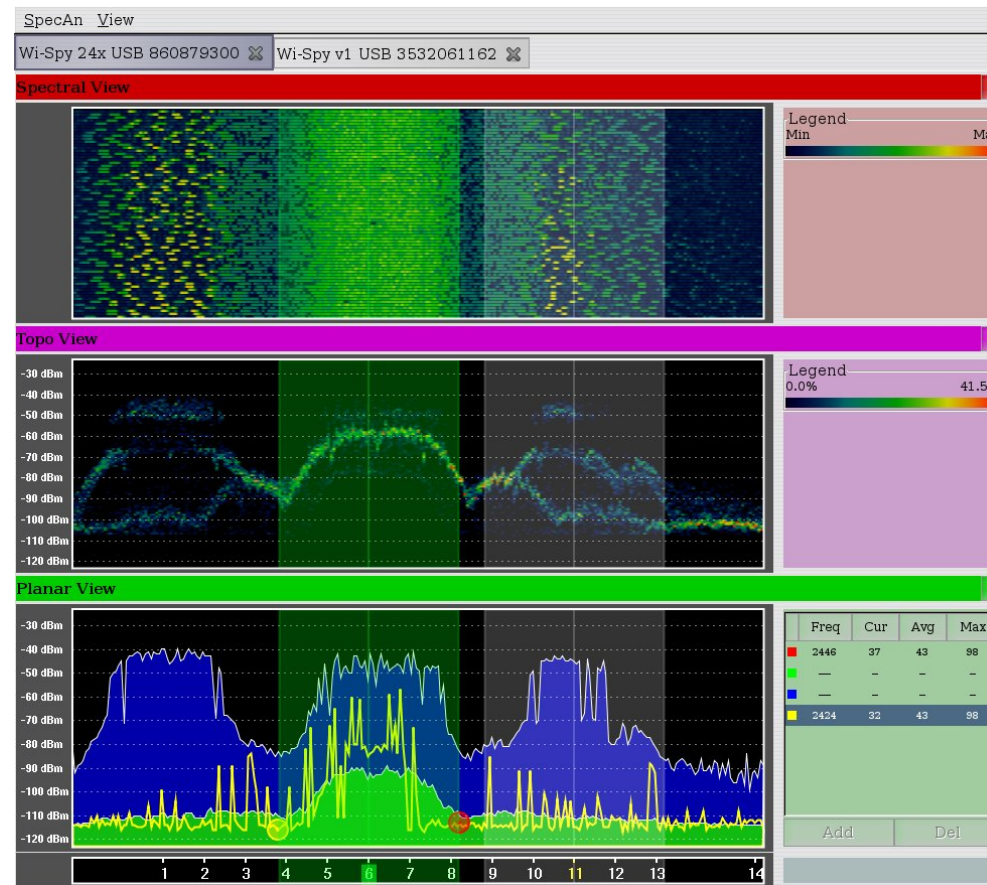 SpecAn View
Wi-Spy 24x USB 860879300 Wi-Spy v1 USB 3532061162
Spectral View
Legend
Min Ma
Topo View
-30 dBm
-40 dBm
-50 dBm
-60 dBm
-70 dBm
-80 dBm
-90 dBm
-100 dBm
-110 dBm
-120 dBm
Legend
0.0% 41.5
Planar View
-30 dBm
-40 dBm
-50 dBm
-60 dBm
-70 dBm
-80 dBm
-90 dBm
-100 dBm
-110 dBm
-120 dBm
Freq Cur Avg Max
2446 37 43 98
— – – –
— – – –
2424 32 43 98
Add Del
1 2 3 4 5 6 7 8 9 10 11 12 13 14